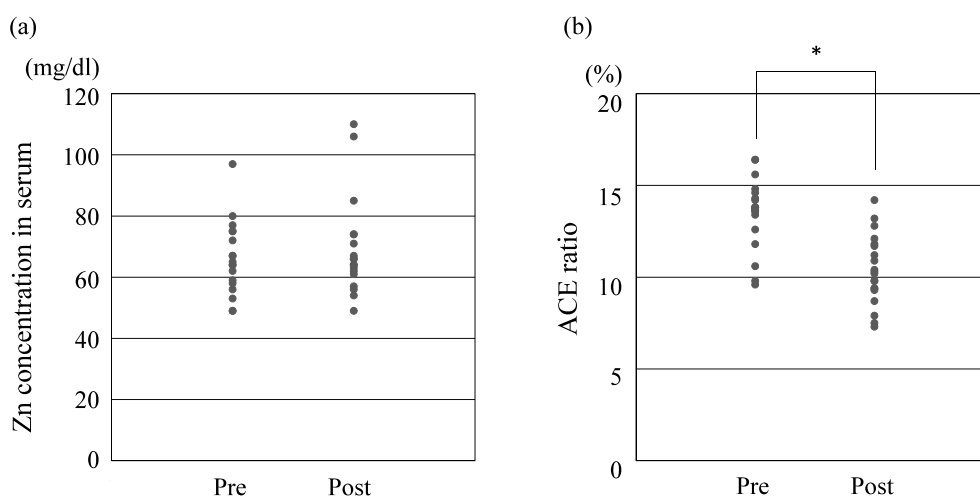 (a)
(mg/dl)
120
100
80
60
40
20
0
Zn concentration in serum
Pre Post
(b)
(%)
*
20
15
10
5
0
ACE ratio
Pre Post